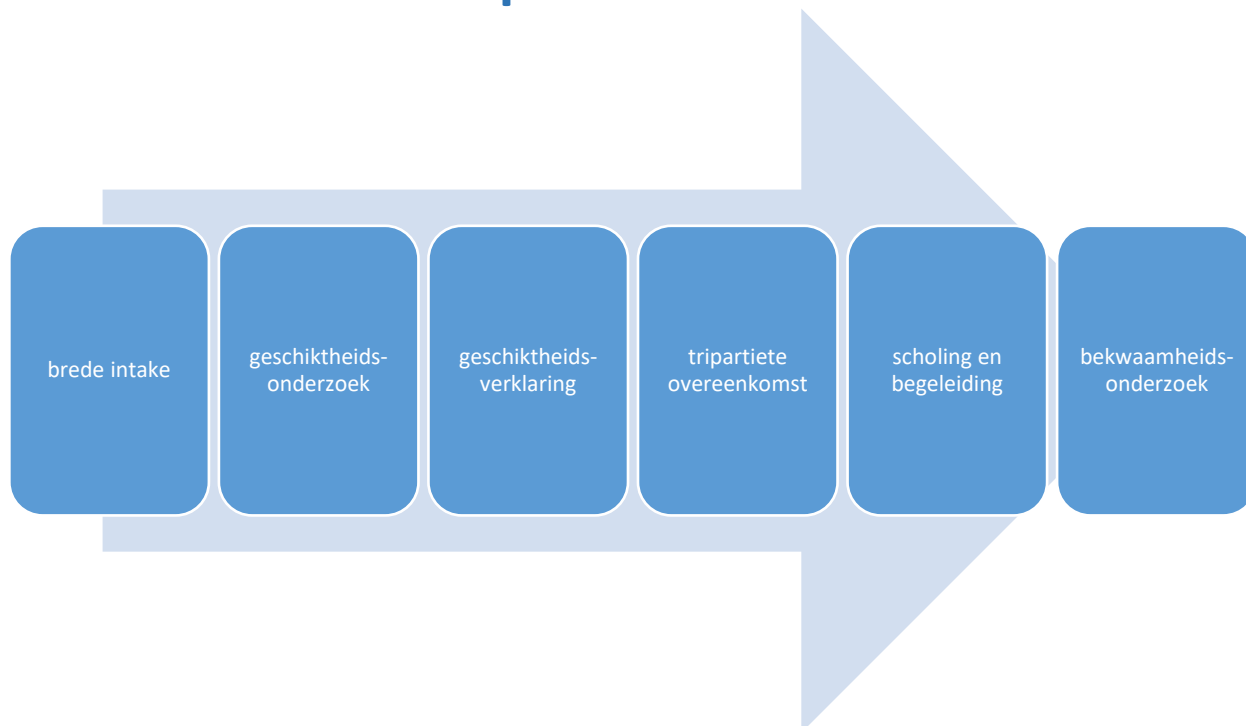 brede intake
geschiktheids-
onderzoek
geschiktheids-
verklaring
tripartiete
overeenkomst
scholing en
begeleiding
bekwaamheids-
onderzoek